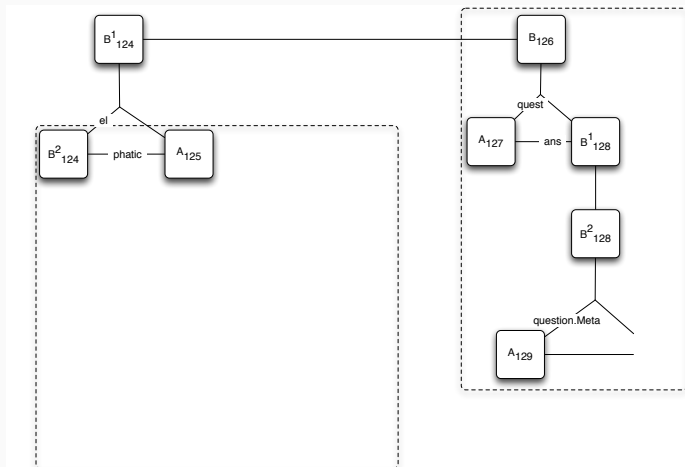 B¹₁₂₄
B₁₂₆
quest
el
A₁₂₇
ans
B¹₁₂₈
B²₁₂₄
phatic
A₁₂₅
B²₁₂₈
question.Meta
A₁₂₉